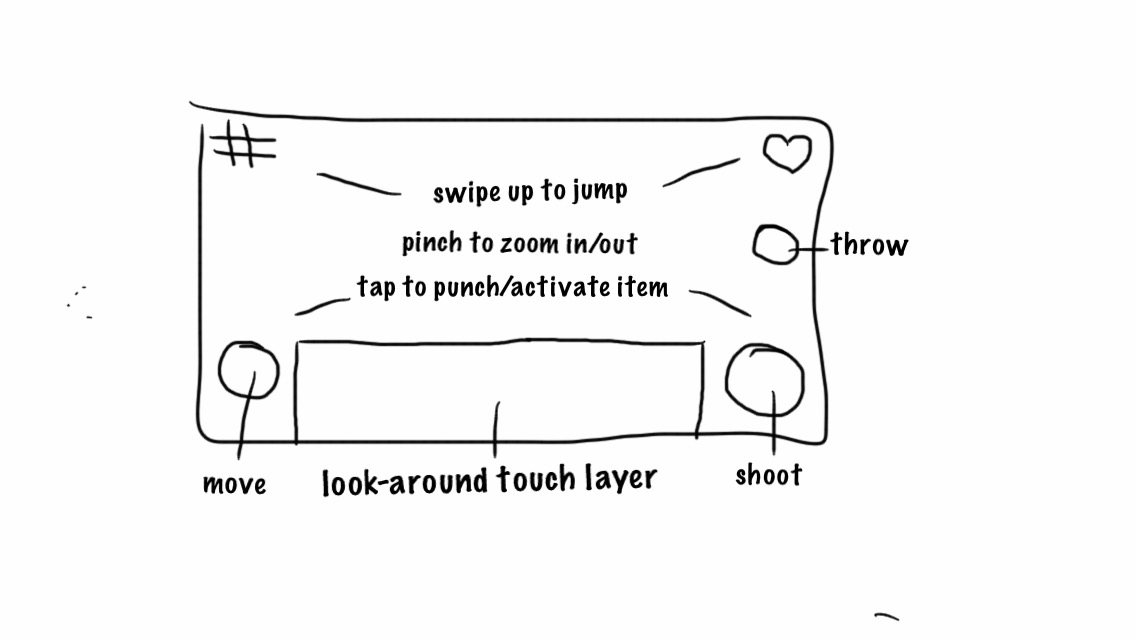 swipe up to jump
pinch to zoom in/out
throw
tap to punch/activate item
move
look-around touch layer
shoot